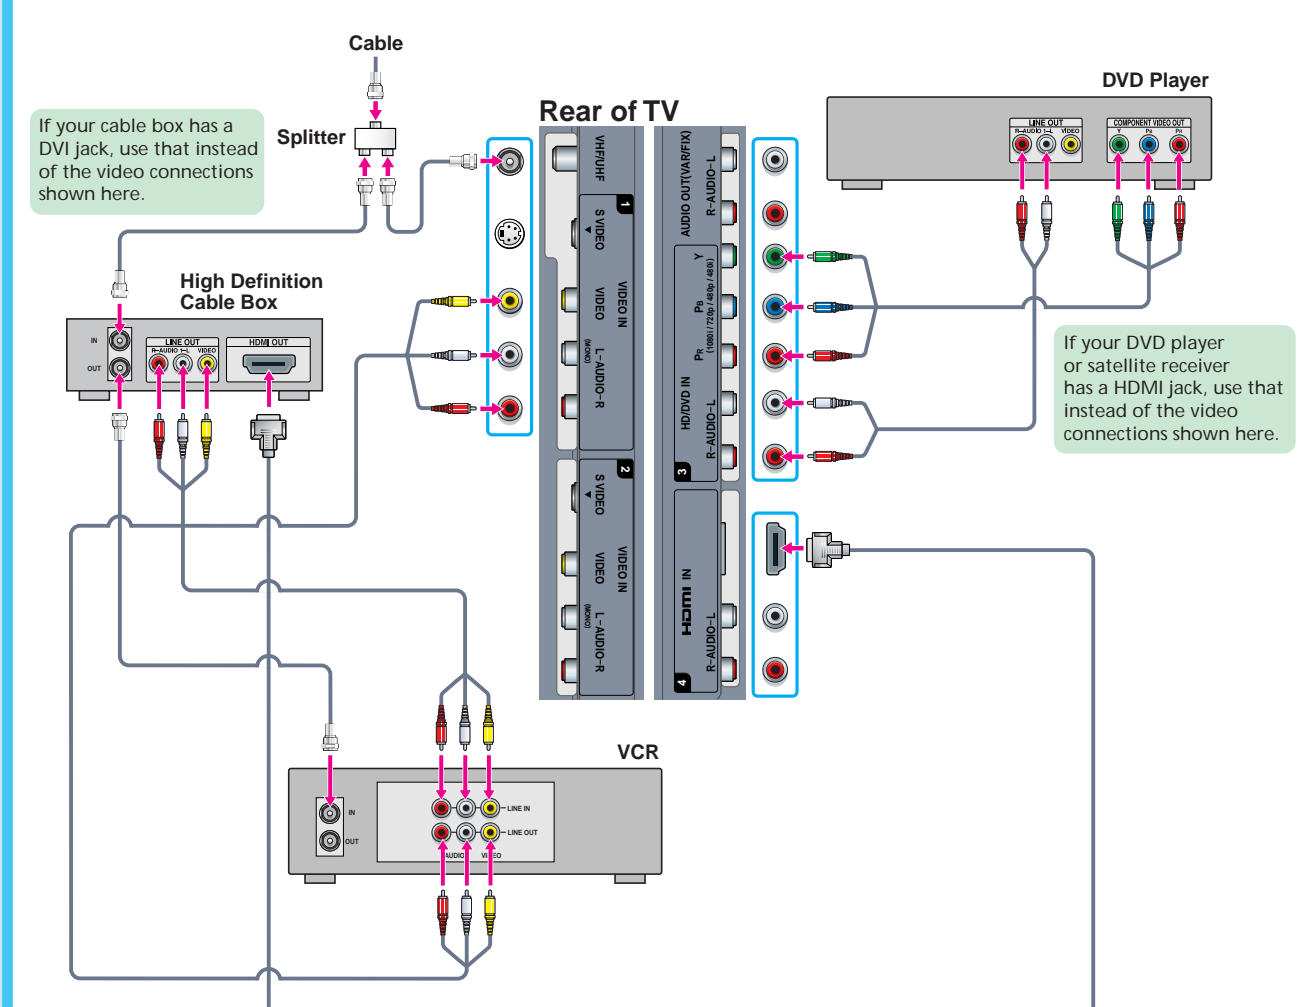 Cable
If your cable box has a
DVI jack, use that instead
of the video connections
shown here.
Splitter
Rear of TV
DVD Player
LINE OUT
R–AUDIO 1–L VIDEO
COMPONENT VIDEO OUT
Y PB PR
High Definition
Cable Box
IN
OUT
LINE OUT
R–AUDIO 1–L VIDEO
HDMI OUT
VHF/UHF
1
S VIDEO
VIDEO IN
VIDEO
L–AUDIO–R
(MONO)
2
S VIDEO
VIDEO IN
VIDEO
L–AUDIO–R
(MONO)
AUDIO OUT(VAR/FIX)
R–AUDIO–L
Y
PB
PR
(1080i/720p/480p/480i)
HD/DVD IN
R–AUDIO–L
3
HDMI IN
R–AUDIO–L
4
If your DVD player
or satellite receiver
has a HDMI jack, use that
instead of the video
connections shown here.
VCR
IN
OUT
LINE IN
LINE OUT
AUDIO VIDEO